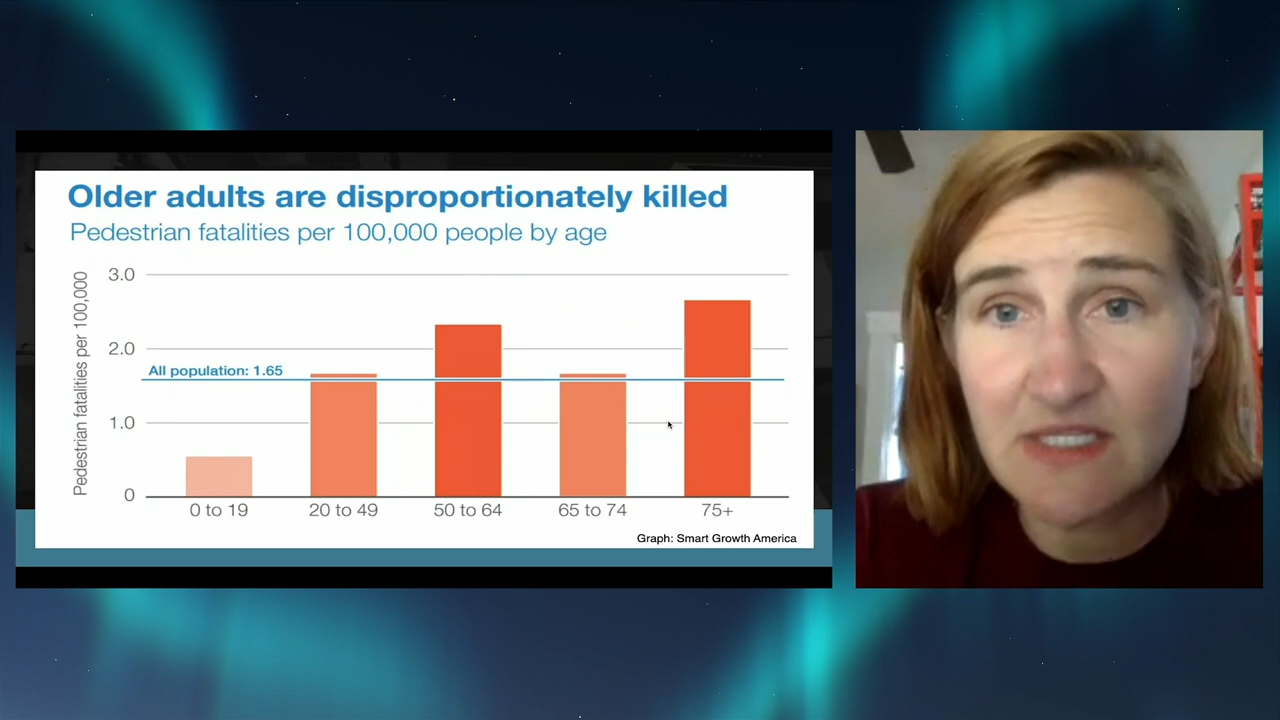 Older adults are disproportionately killed
Pedestrian fatalities per 100,000 people by age
Pedestrian fatalities per 100,000
3.0
2.0
All population: 1.65
1.0
0
0 to 19
20 to 49
50 to 64
65 to 74
75+
Graph: Smart Growth America